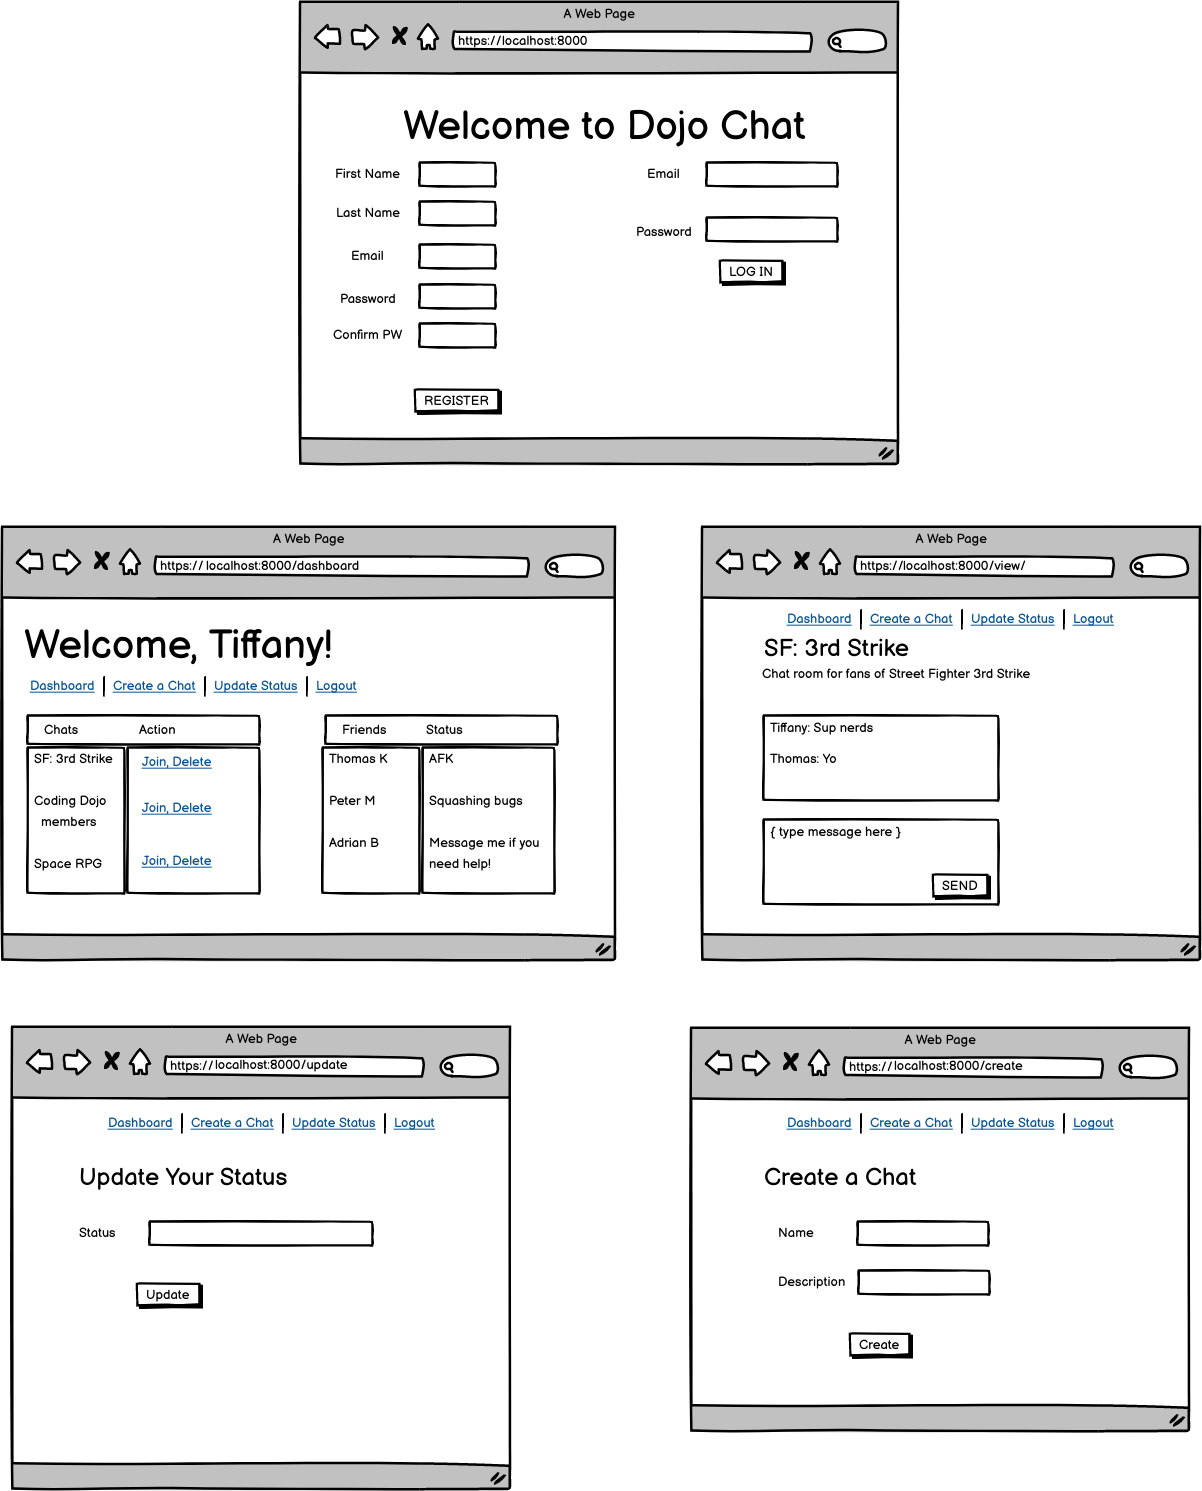 A Web Page
https://localhost:8000
Welcome to Dojo Chat
First Name
Last Name
Email
Password
Confirm PW
REGISTER
Email
Password
LOG IN
A Web Page
https://localhost:8000/dashboard
Welcome, Tiffany!
Dashboard | Create a Chat | Update Status | Logout
Chats Action
SF: 3rd Strike Join, Delete
Coding Dojo Join, Delete
members
Space RPG Join, Delete
Friends Status
Thomas K AFK
Peter M Squashing bugs
Adrian B Message me if you
need help!
A Web Page
https://localhost:8000/view/
Dashboard | Create a Chat | Update Status | Logout
SF: 3rd Strike
Chat room for fans of Street Fighter 3rd Strike
Tiffany: Sup nerds
Thomas: Yo
{ type message here }
SEND
A Web Page
https://localhost:8000/update
Dashboard | Create a Chat | Update Status | Logout
Update Your Status
Status
Update
A Web Page
https://localhost:8000/create
Dashboard | Create a Chat | Update Status | Logout
Create a Chat
Name
Description
Create